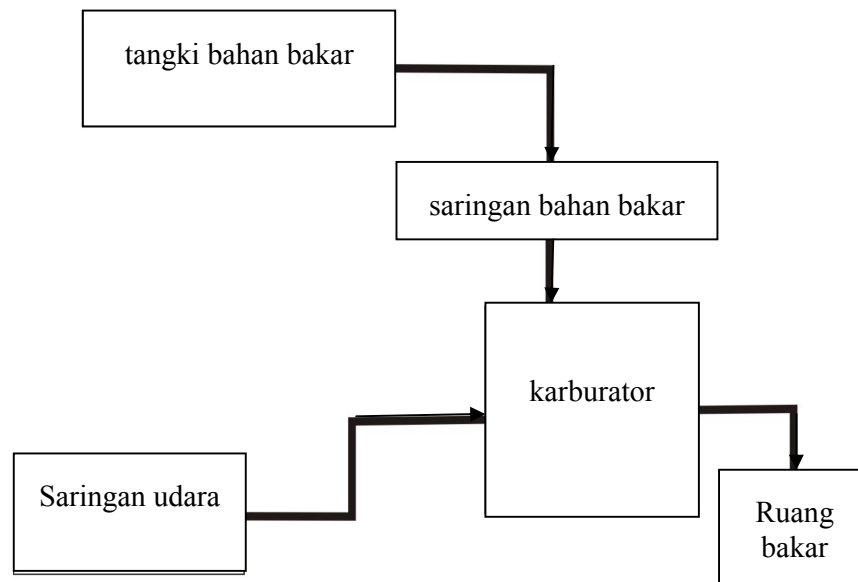 tangki bahan bakar
saringan bahan bakar
karburator
Saringan udara
Ruang
bakar